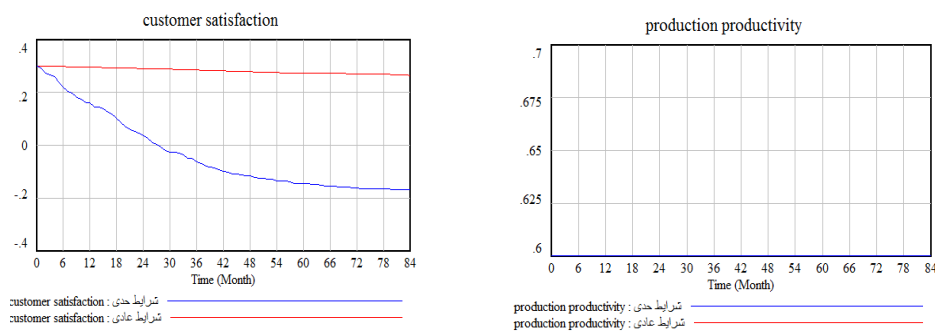 customer satisfaction
.4
.2
0
-.2
-.4
0 6 12 18 24 30 36 42 48 54 60 66 72 78 84
Time (Month)
customer satisfaction : شرایط حدی
customer satisfaction : شرایط عادی
production productivity
.7
.675
.65
.625
.6
0 6 12 18 24 30 36 42 48 54 60 66 72 78 84
Time (Month)
production productivity : شرایط حدی
production productivity : شرایط عادی